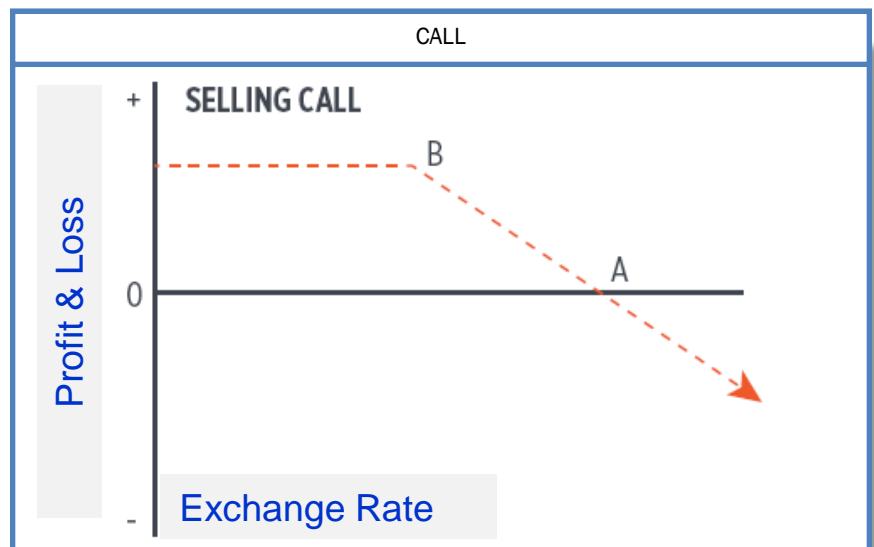 CALL
+
SELLING CALL
B
Profit & Loss
A
0
-
Exchange Rate